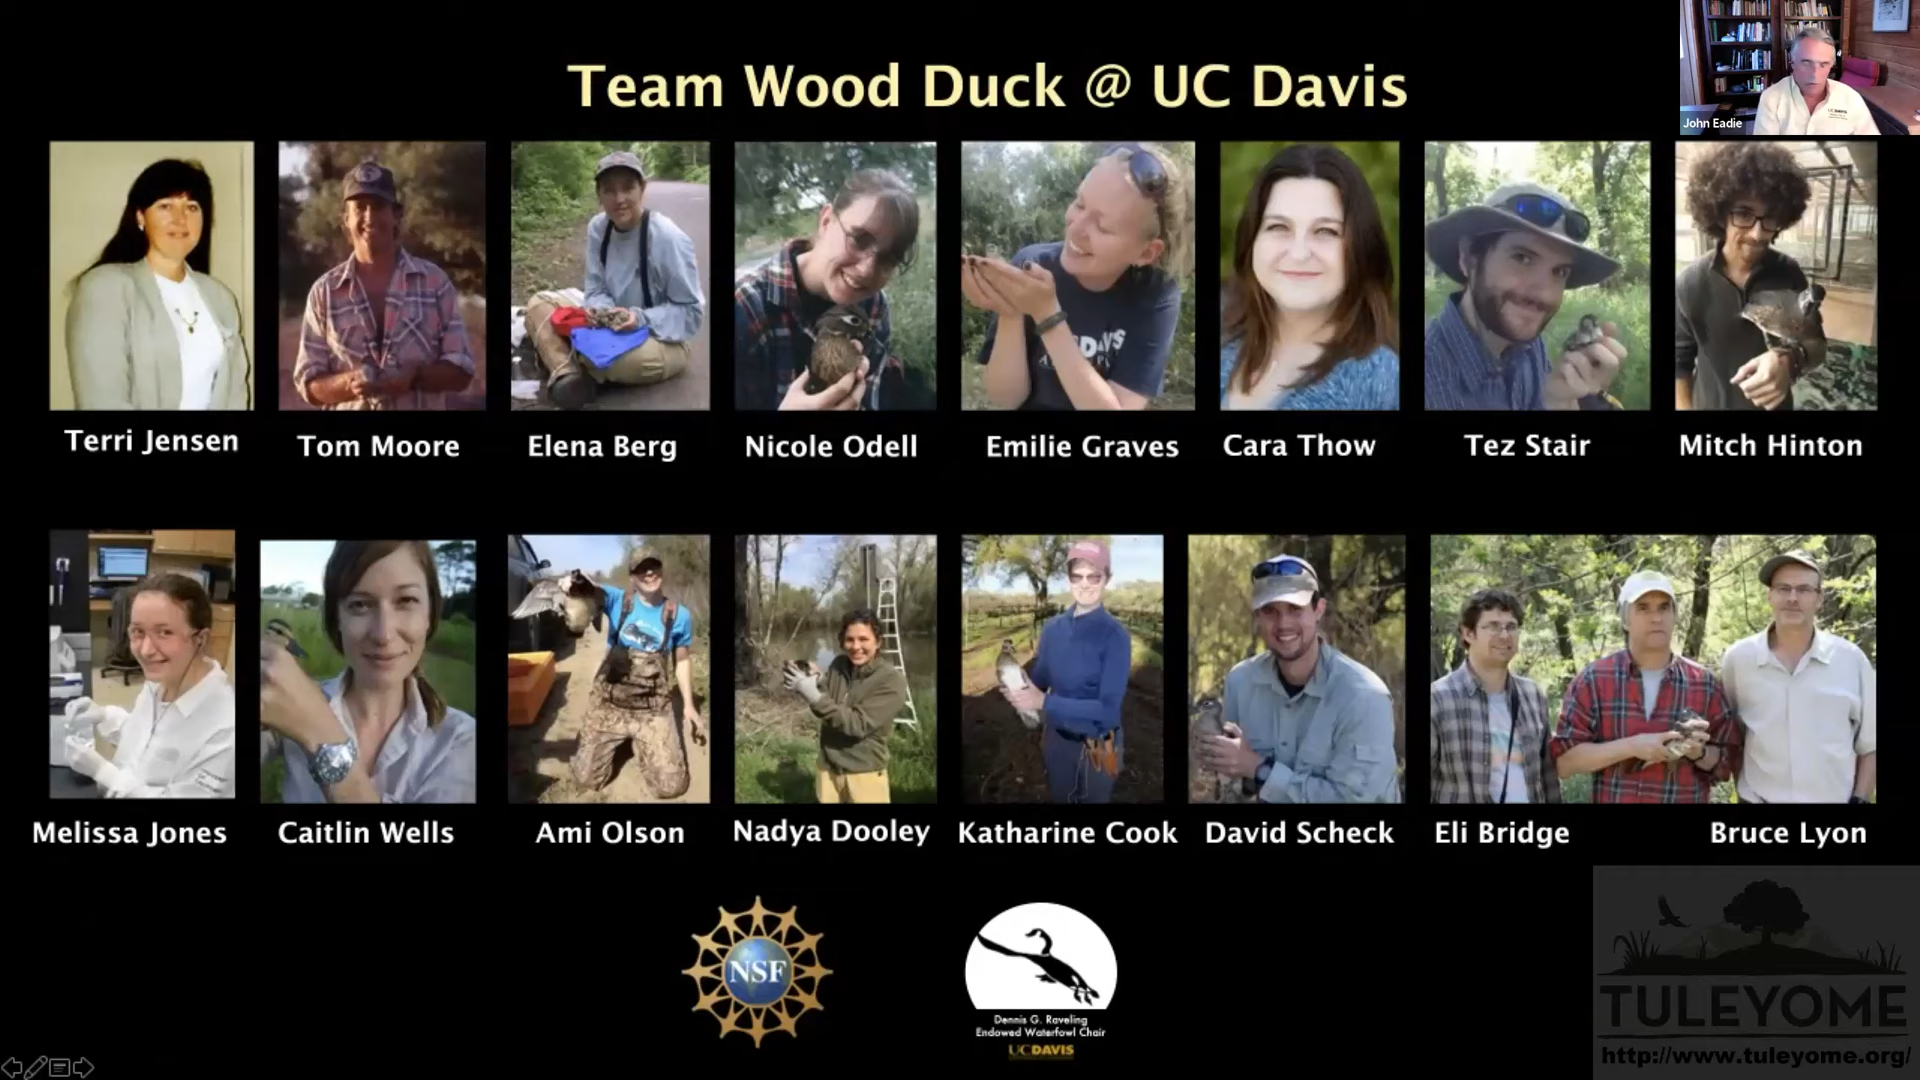 Team Wood Duck @ UC Davis
John Eadie
Terri Jensen
Tom Moore
Elena Berg
Nicole Odell
Emilie Graves
Cara Thow
Tez Stair
Mitch Hinton
Melissa Jones
Caitlin Wells
Ami Olson
Nadya Dooley
Katharine Cook
David Scheck
Eli Bridge
Bruce Lyon
NSF
Dennis G. Raveling
Endowed Waterfowl Chair
UCDAVIS
TULEYOME
http://www.tuleyome.org/